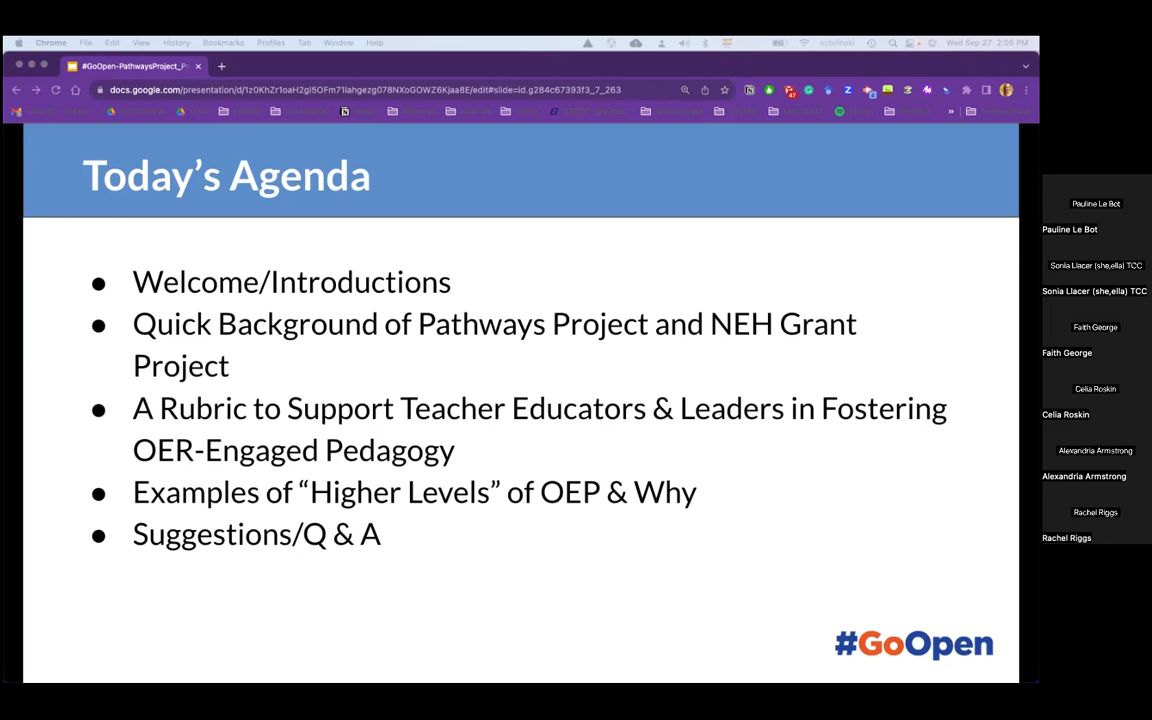 Chrome File Edit View History Bookmarks Profiles Tab Window Help kcbilinski Wed Sep 27 2:05 PM
#GoOpen-PathwaysProject_Pr
docs.google.com/presentation/d/1z0KhZr1oaH2gl5OFm71lahgezg078NXoGOWZ6Kjaa8E/edit#slide=id.g284c67393f3_7_263
Today's Agenda
● Welcome/Introductions
● Quick Background of Pathways Project and NEH Grant
Project
● A Rubric to Support Teacher Educators & Leaders in Fostering
OER-Engaged Pedagogy
● Examples of “Higher Levels” of OEP & Why
● Suggestions/Q & A
#GoOpen
Pauline Le Bot
Pauline Le Bot
Sonia Llacer (she,ella) TCC
Sonia Llacer (she,ella) TCC
Faith George
Faith George
Celia Roskin
Celia Roskin
Alexandria Armstrong
Alexandria Armstrong
Rachel Riggs
Rachel Riggs